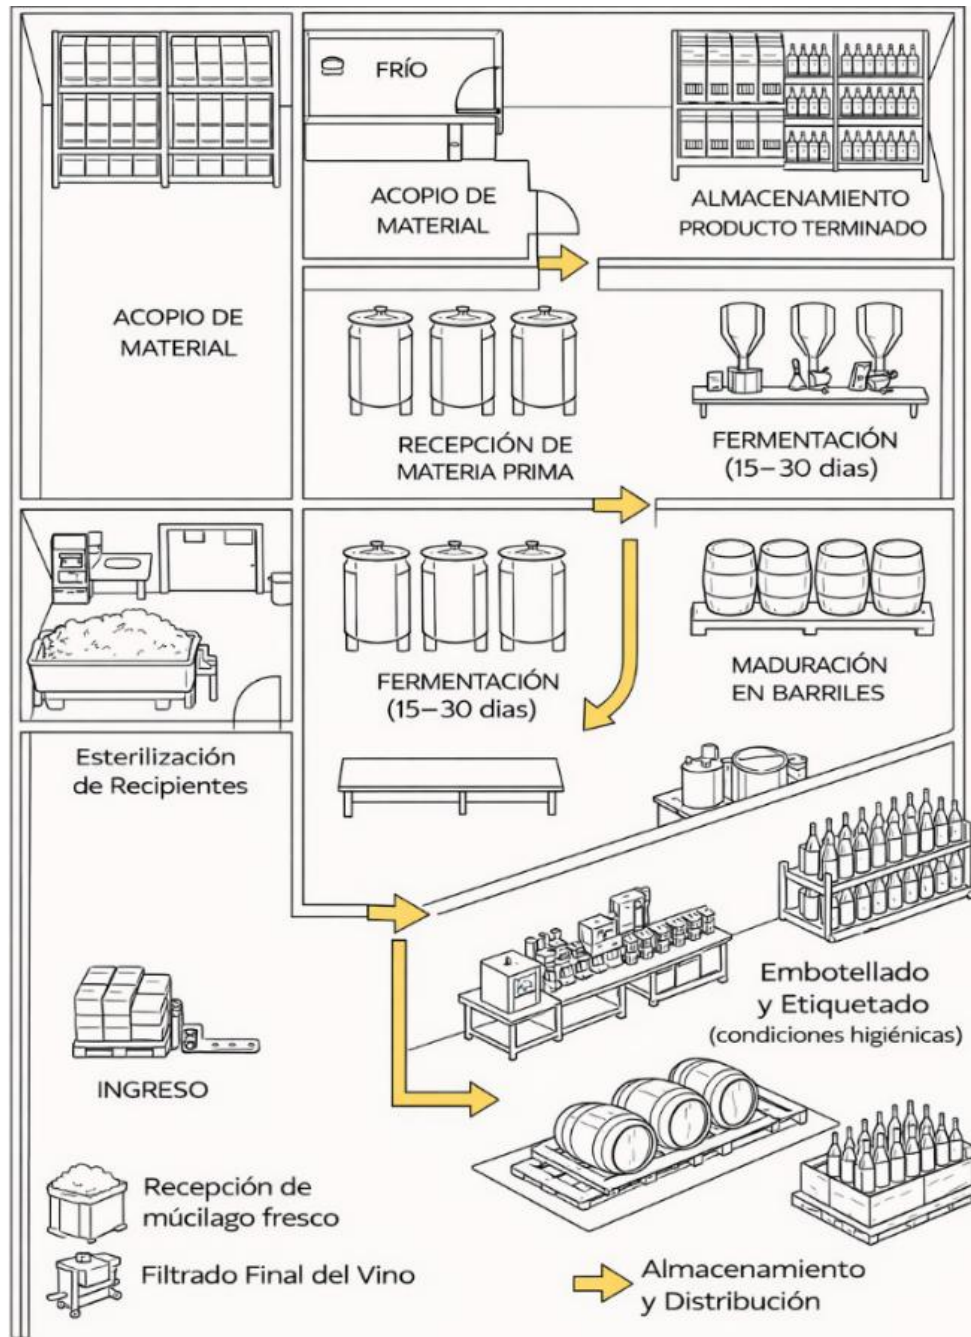 FRÍO
ACOPIO DE
MATERIAL
ALMACENAMIENTO
PRODUCTO TERMINADO
ACOPIO DE
MATERIAL
RECEPCIÓN DE
MATERIA PRIMA
FERMENTACIÓN
(15–30 dias)
FERMENTACIÓN
(15–30 dias)
MADURACIÓN
EN BARRILES
Esterilización
de Recipientes
Embotellado
y Etiquetado
(condiciones higiénicas)
INGRESO
Recepción de
múcilago fresco
Filtrado Final del Vino
Almacenamiento
y Distribución